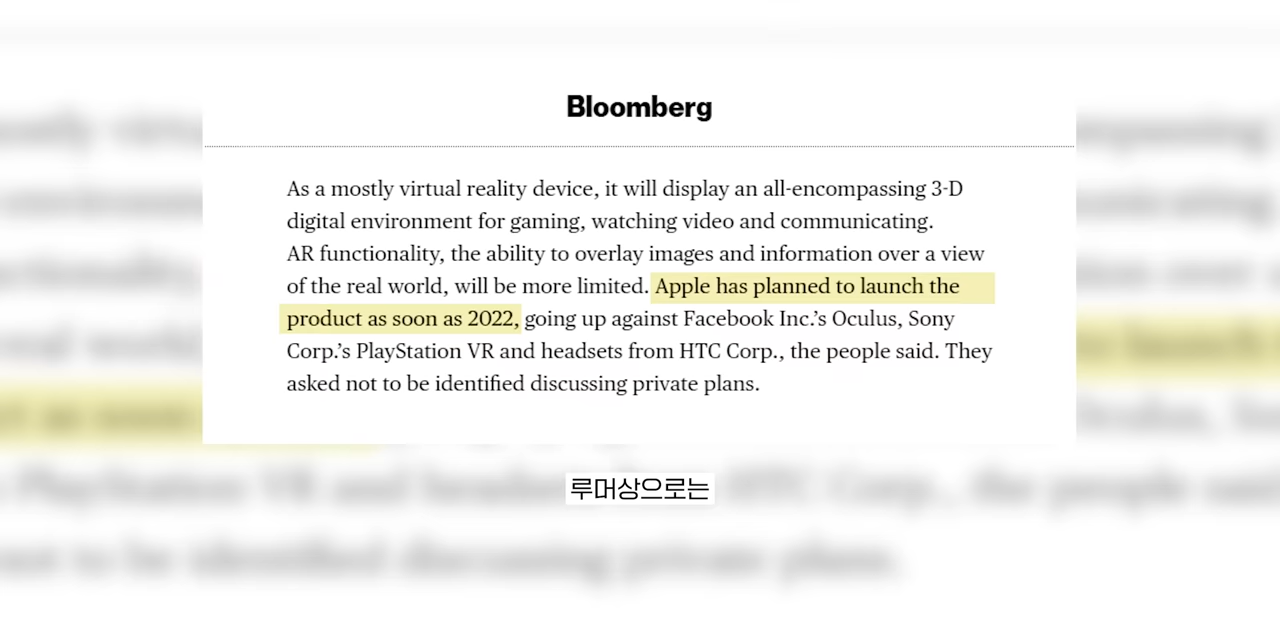 Bloomberg
As a mostly virtual reality device, it will display an all-encompassing 3-D
digital environment for gaming, watching video and communicating.
AR functionality, the ability to overlay images and information over a view
of the real world, will be more limited. Apple has planned to launch the
product as soon as 2022, going up against Facebook Inc.’s Oculus, Sony
Corp.’s PlayStation VR and headsets from HTC Corp., the people said. They
asked not to be identified discussing private plans.
루머상으로는